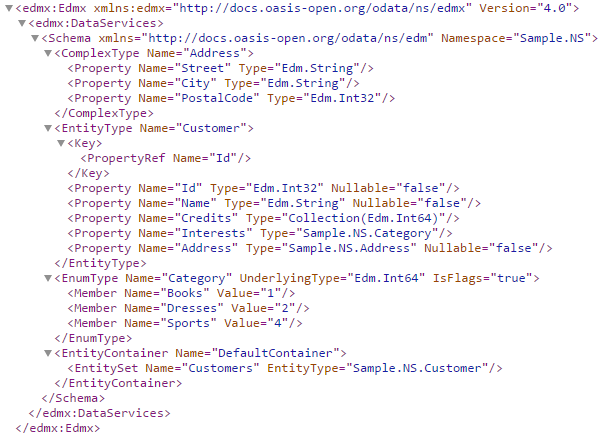 <edmx:Edmx xmlns:edmx="http://docs.oasis-open.org/odata/ns/edmx" Version="4.0">
<edmx:DataServices>
<Schema xmlns="http://docs.oasis-open.org/odata/ns/edm" Namespace="Sample.NS">
<ComplexType Name="Address">
<Property Name="Street" Type="Edm.String"/>
<Property Name="City" Type="Edm.String"/>
<Property Name="PostalCode" Type="Edm.Int32"/>
</ComplexType>
<EntityType Name="Customer">
<Key>
<PropertyRef Name="Id"/>
</Key>
<Property Name="Id" Type="Edm.Int32" Nullable="false"/>
<Property Name="Name" Type="Edm.String" Nullable="false"/>
<Property Name="Credits" Type="Collection(Edm.Int64)"/>
<Property Name="Interests" Type="Sample.NS.Category"/>
<Property Name="Address" Type="Sample.NS.Address" Nullable="false"/>
</EntityType>
<EnumType Name="Category" UnderlyingType="Edm.Int64" IsFlags="true">
<Member Name="Books" Value="1"/>
<Member Name="Dresses" Value="2"/>
<Member Name="Sports" Value="4"/>
</EnumType>
<EntityContainer Name="DefaultContainer">
<EntitySet Name="Customers" EntityType="Sample.NS.Customer"/>
</EntityContainer>
</Schema>
</edmx:DataServices>
</edmx:Edmx>